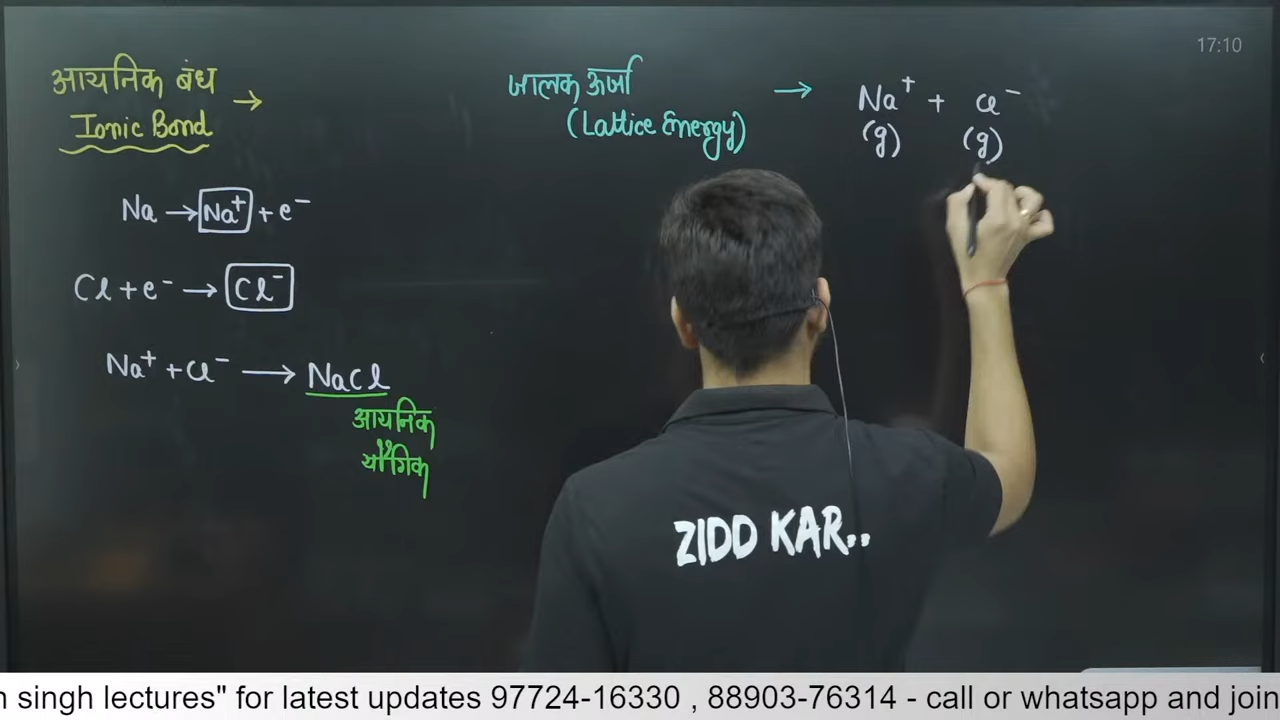 आयनिक बंध →
Ionic Bond
Na → Na⁺ + e⁻
Cl + e⁻ → Cl⁻
Na⁺ + Cl⁻ → NaCl
आयनिक
यौगिक
जालक ऊर्जा → Na⁺ + Cl⁻
(Lattice Energy) (g) (g)
17:10
ZIDD KAR..
singh lectures" for latest updates 97724-16330 , 88903-76314 - call or whatsapp and join